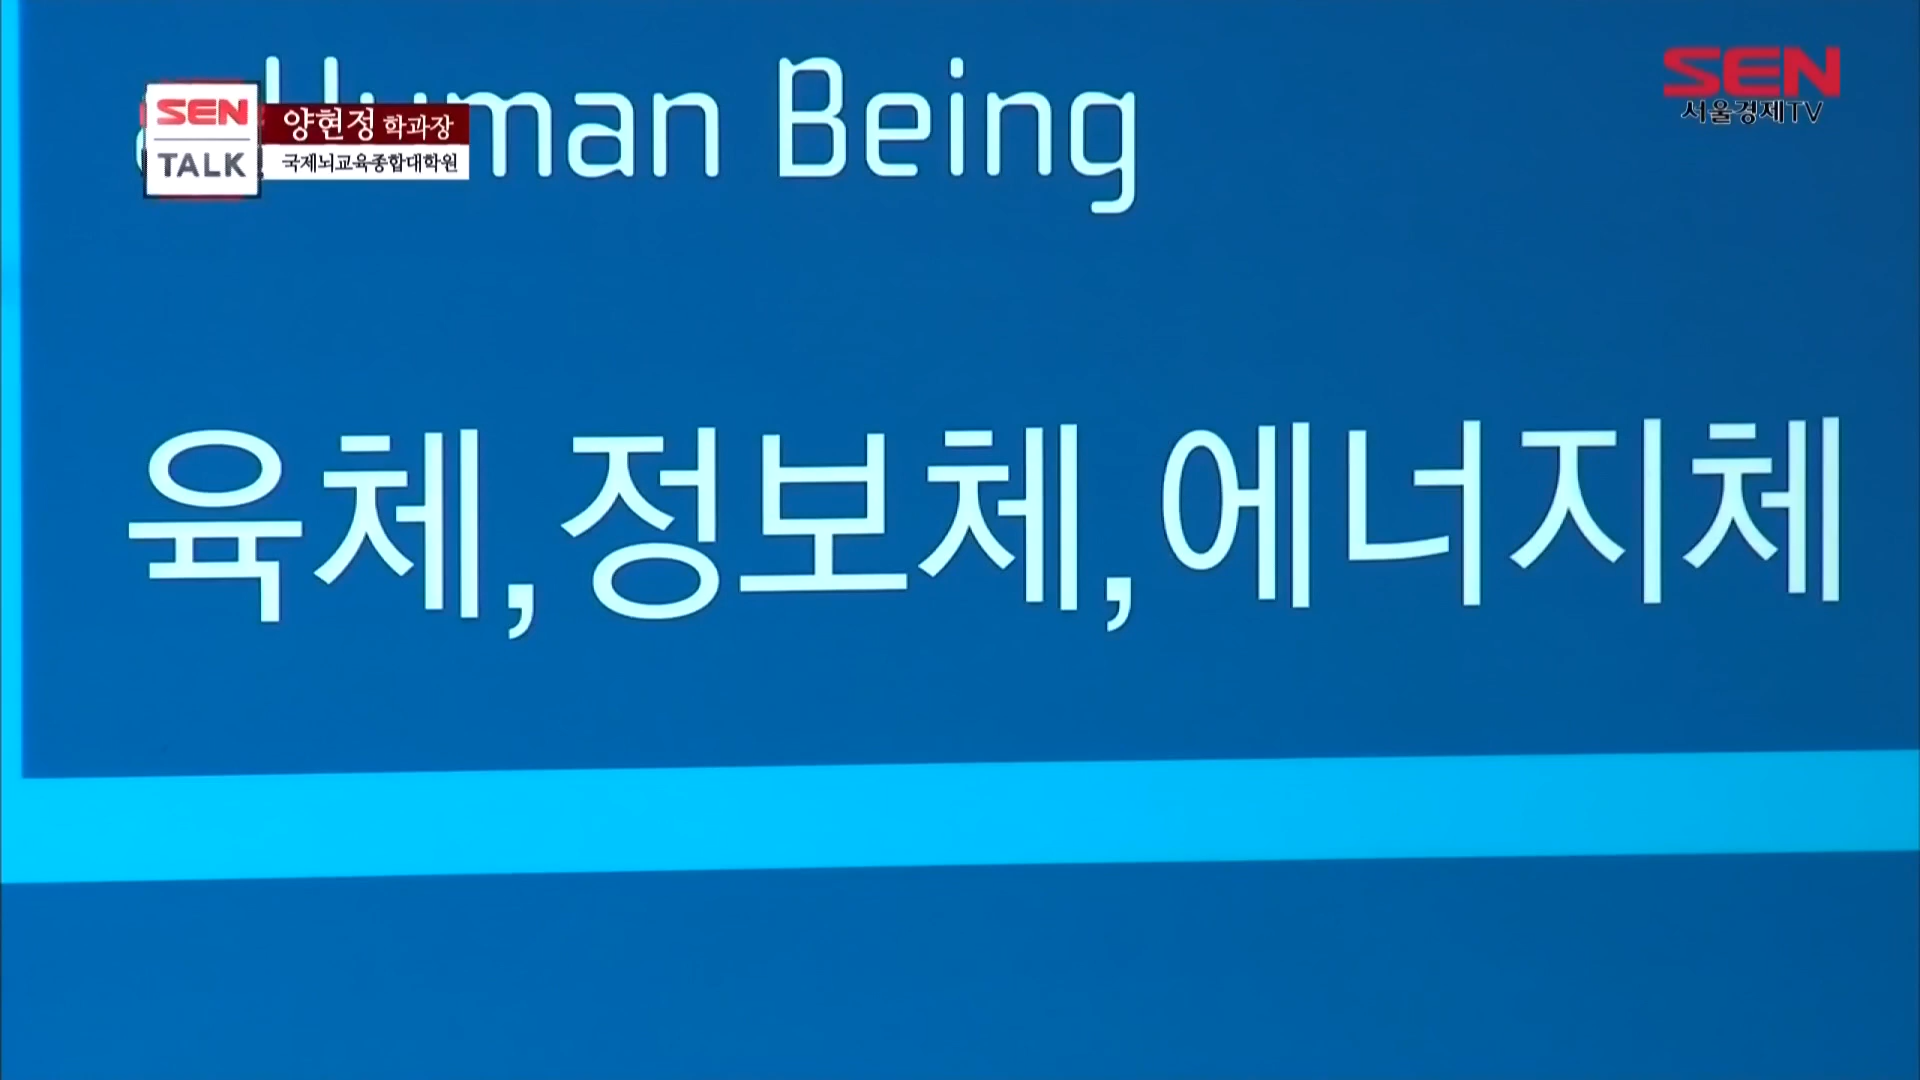 a Human Being
SEN
TALK
양현정 학과장
국제뇌교육종합대학원
SEN
서울경제TV
육체,정보체,에너지체